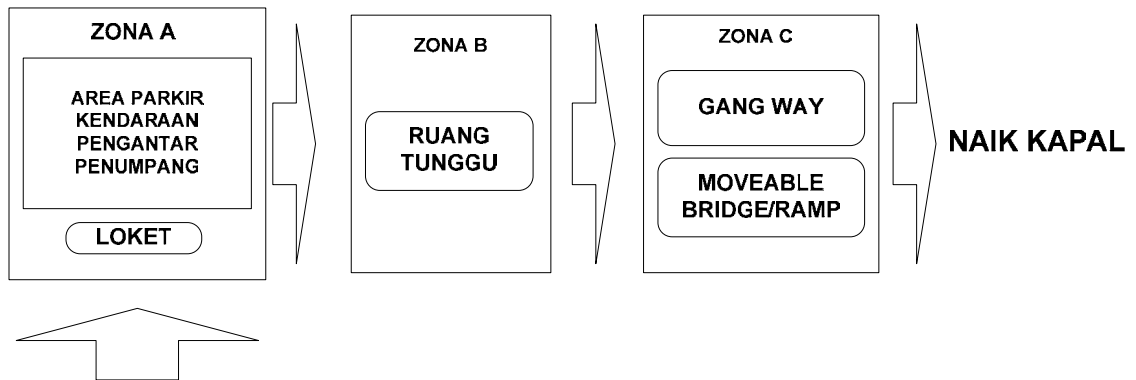 ZONA A
AREA PARKIR
KENDARAAN
PENGANTAR
PENUMPANG
LOKET
ZONA B
RUANG
TUNGGU
ZONA C
GANG WAY
MOVEABLE
BRIDGE/RAMP
NAIK KAPAL